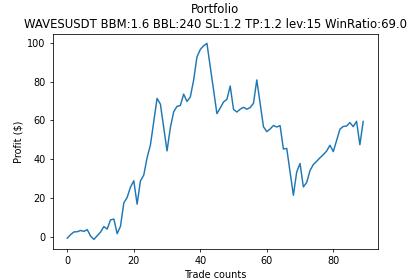 Portfolio
WAVESUSDT BBM:1.6 BBL:240 SL:1.2 TP:1.2 lev:15 WinRatio:69.0
Profit ($)
100
80
60
40
20
0
0
20
40
60
80
Trade counts